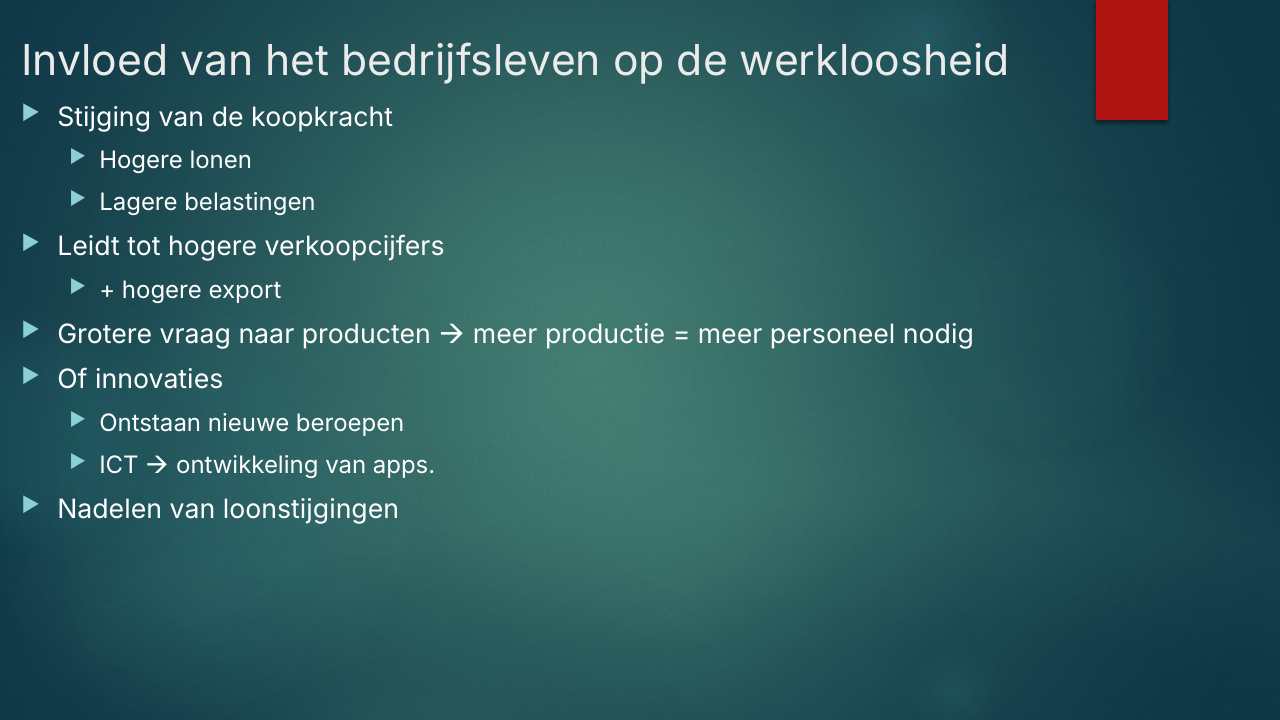 Invloed van het bedrijfsleven op de werkloosheid
Stijging van de koopkracht
Hogere lonen
Lagere belastingen
Leidt tot hogere verkoopcijfers
+ hogere export
Grotere vraag naar producten → meer productie = meer personeel nodig
Of innovaties
Ontstaan nieuwe beroepen
ICT → ontwikkeling van apps.
Nadelen van loonstijgingen